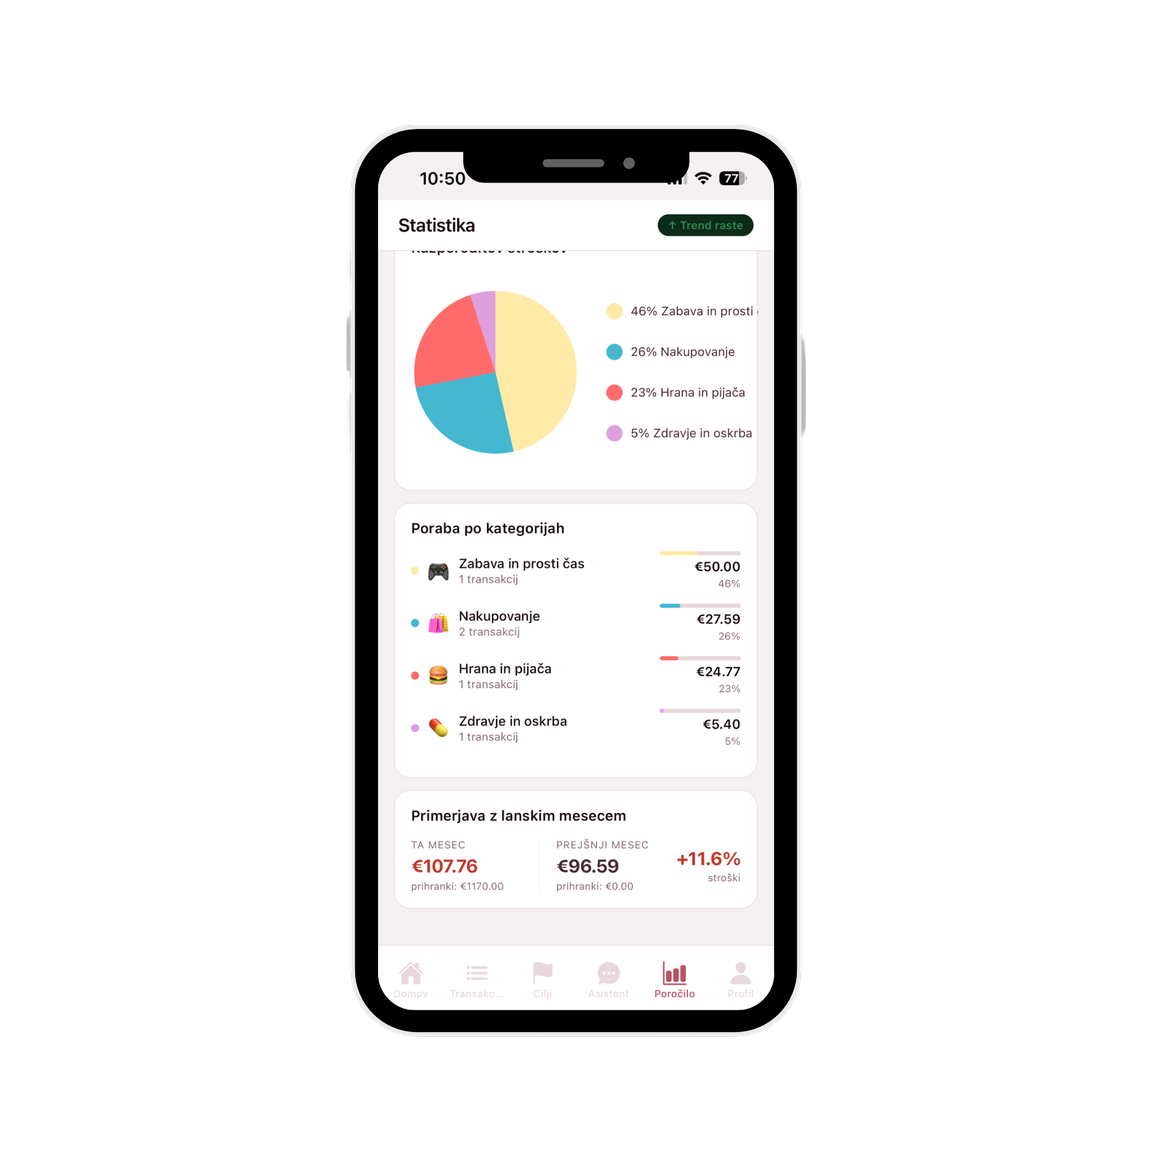 10:50
77
Statistika
↑ Trend raste
46% Zabava in prosti
26% Nakupovanje
23% Hrana in pijača
5% Zdravje in oskrba
Poraba po kategorijah
Zabava in prosti čas
1 transakcij
€50.00
46%
Nakupovanje
2 transakcij
€27.59
26%
Hrana in pijača
1 transakcij
€24.77
23%
Zdravje in oskrba
1 transakcij
€5.40
5%
Primerjava z lanskim mesecem
TA MESEC
€107.76
prihranki: €1170.00
PREJŠNJI MESEC
€96.59
prihranki: €0.00
+11.6%
stroški
Domov
Transakc...
Cilji
Asistent
Poročilo
Profil